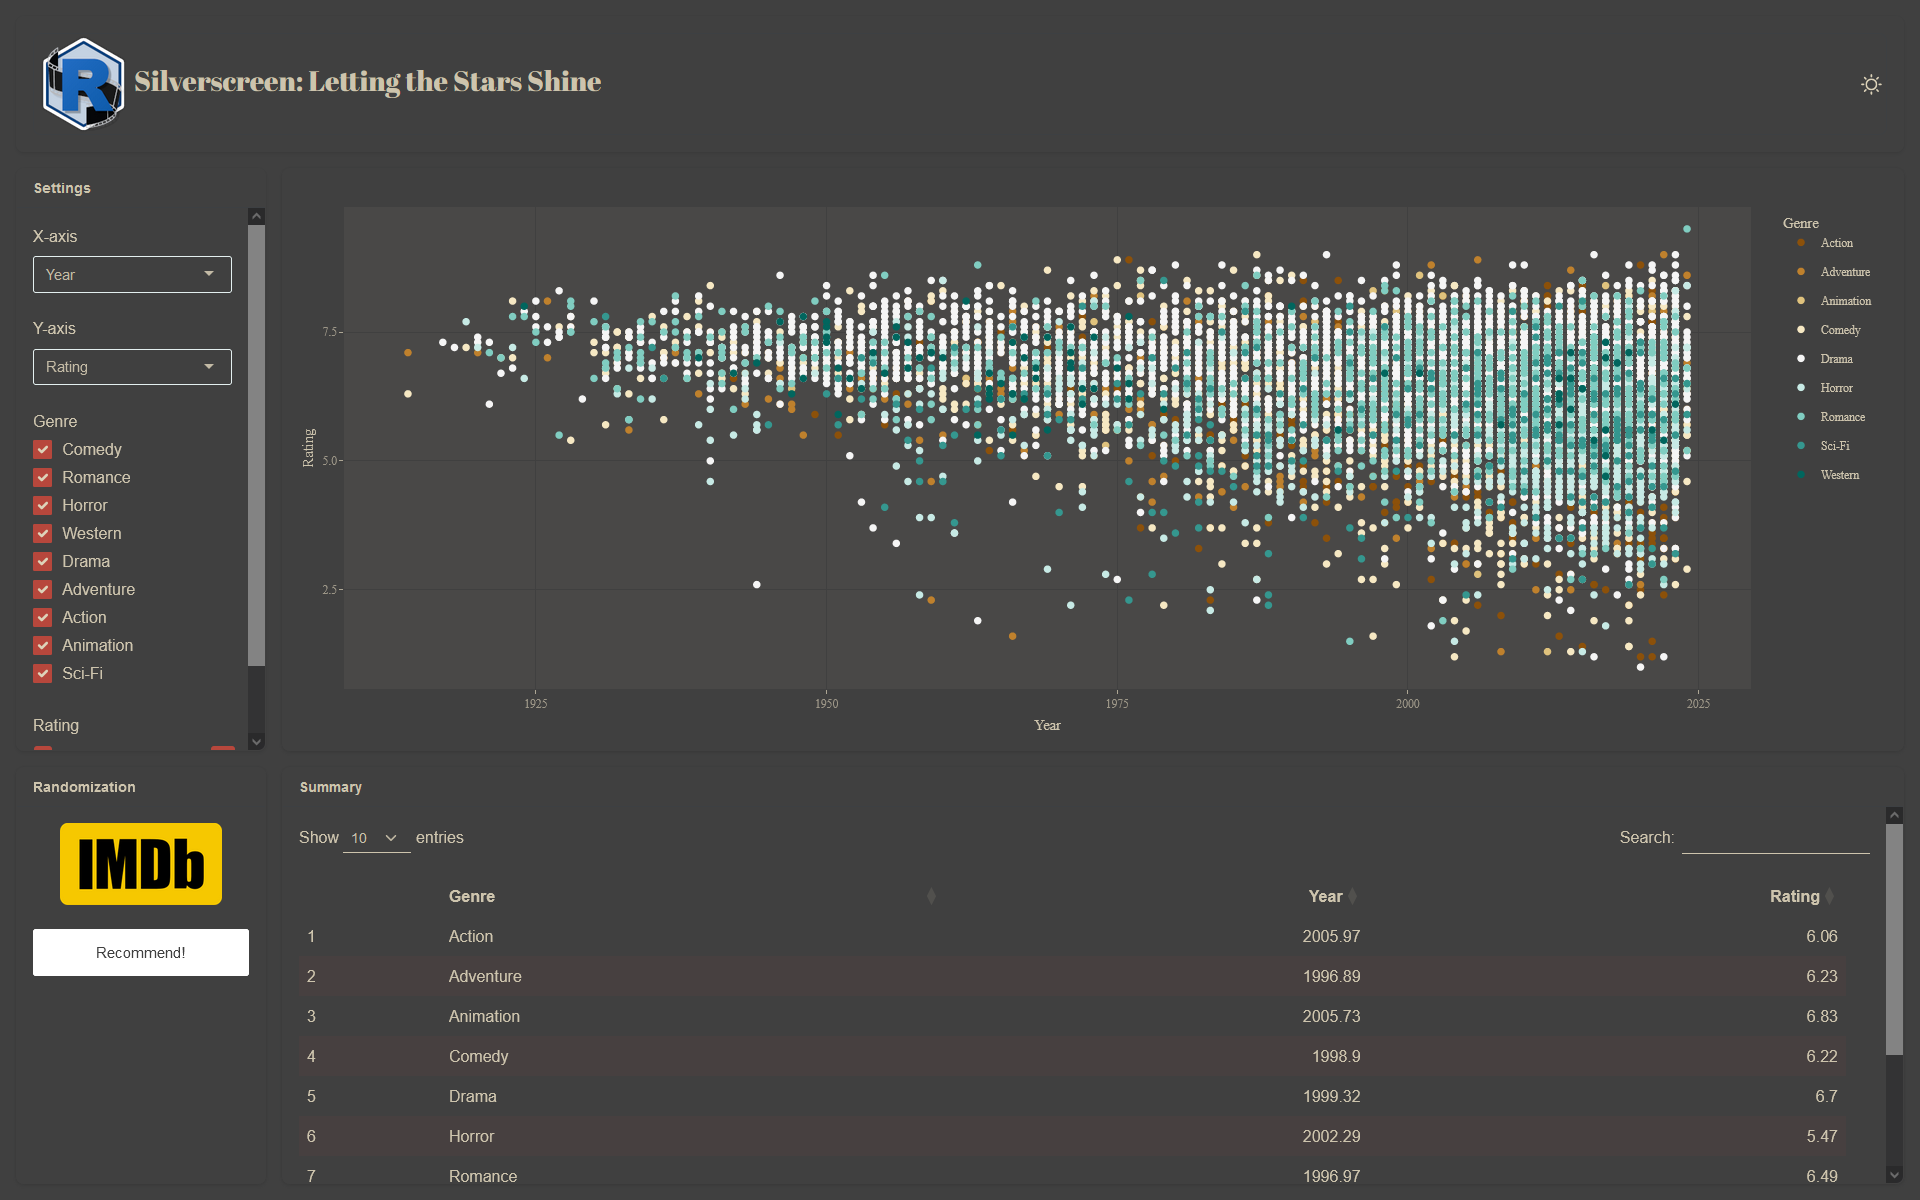 R
Silverscreen: Letting the Stars Shine
Settings
X-axis
Year
Y-axis
Rating
Genre
Comedy
Romance
Horror
Western
Drama
Adventure
Action
Animation
Sci-Fi
Rating
Rating
7.5
5.0
2.5
1925
1950
1975
2000
2025
Year
Genre
Action
Adventure
Animation
Comedy
Drama
Horror
Romance
Sci-Fi
Western
Randomization
IMDb
Recommend!
Summary
Show 10 entries
Search:
Genre Year Rating
1 Action 2005.97 6.06
2 Adventure 1996.89 6.23
3 Animation 2005.73 6.83
4 Comedy 1998.9 6.22
5 Drama 1999.32 6.7
6 Horror 2002.29 5.47
7 Romance 1996.97 6.49